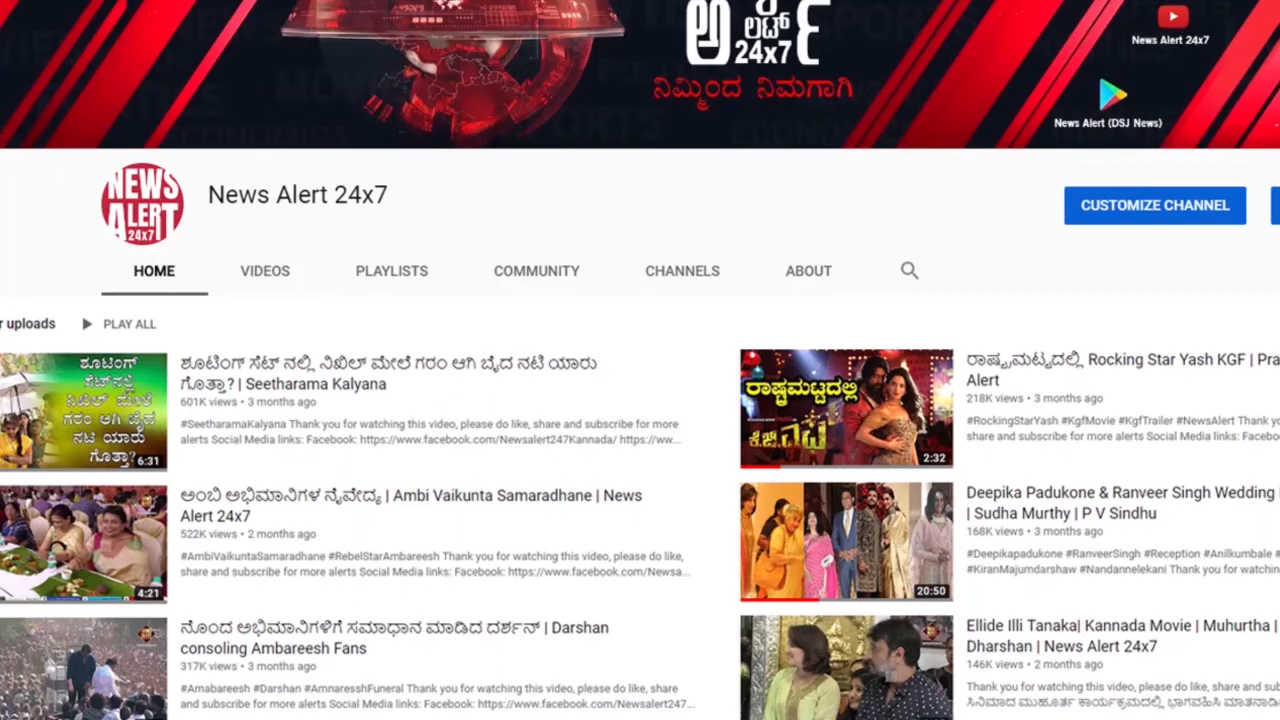 ಅಲರ್ಟ್
24x7
ನಿಮ್ಮಿಂದ ನಿಮಗಾಗಿ
News Alert 24x7
News Alert (DSJ News)
NEWS
ALERT
24x7
News Alert 24x7
CUSTOMIZE CHANNEL
HOME VIDEOS PLAYLISTS COMMUNITY CHANNELS ABOUT
r uploads PLAY ALL
ಶೂಟಿಂಗ್
ಸೆಟ್‌ನಲ್ಲಿ
ನಿಖಿಲ್ ಮೇಲೆ
ಗರಂ ಆಗಿ ಬೈದ
ನಟಿ ಯಾರು
ಗೊತ್ತಾ?
6:31
ಶೂಟಿಂಗ್ ಸೆಟ್ ನಲ್ಲಿ ನಿಖಿಲ್ ಮೇಲೆ ಗರಂ ಆಗಿ ಬೈದ ನಟಿ ಯಾರು
ಗೊತ್ತಾ? | Seetharama Kalyana
601K views • 3 months ago
#SeetharamaKalyana Thank you for watching this video, please do like, share and subscribe for more
alerts Social Media links: Facebook: https://www.facebook.com/Newsalert247Kannada/ https://ww...
ರಾಷ್ಟ್ರಮಟ್ಟದಲ್ಲಿ
ಕೆ.ಜಿ.ಎಫ್
2:32
ರಾಷ್ಟ್ರಮಟ್ಟದಲ್ಲಿ Rocking Star Yash KGF | Pra
Alert
218K views • 3 months ago
#RockingStarYash #KgfMovie #KgfTrailer #NewsAlert Thank y
share and subscribe for more alerts Social Media links: Facebo
4:21
ಅಂಬಿ ಅಭಿಮಾನಿಗಳ ನೈವೇದ್ಯ | Ambi Vaikunta Samaradhane | News
Alert 24x7
522K views • 2 months ago
#AmbiVaikuntaSamaradhane #RebelStarAmbareesh Thank you for watching this video, please do like,
share and subscribe for more alerts Social Media links: Facebook: https://www.facebook.com/Newsa...
20:50
Deepika Padukone & Ranveer Singh Wedding
| Sudha Murthy | P V Sindhu
168K views • 3 months ago
#Deepikapadukone #RanveerSingh #Reception #Anilkumbale
#KiranMajumdarshaw #Nandannelekani Thank you for watchin
ನೊಂದ ಅಭಿಮಾನಿಗಳಿಗೆ ಸಮಾಧಾನ ಮಾಡಿದ ದರ್ಶನ್ | Darshan
consoling Ambareesh Fans
317K views • 3 months ago
#Amabareesh #Darshan #AmnaresshFuneral Thank you for watching this video, please do like, share
and subscribe for more alerts Social Media links: Facebook: https://www.facebook.com/Newsalert247...
Ellide Illi Tanaka| Kannada Movie | Muhurtha |
Dharshan | News Alert 24x7
146K views • 2 months ago
Thank you for watching this video, please do like, share and sub
ಸಿನಿಮಾದ ಮುಹೂರ್ತ ಕಾರ್ಯಕ್ರಮದಲ್ಲಿ ಭಾಗವಹಿಸಿ ಮಾತನಾಡಿ